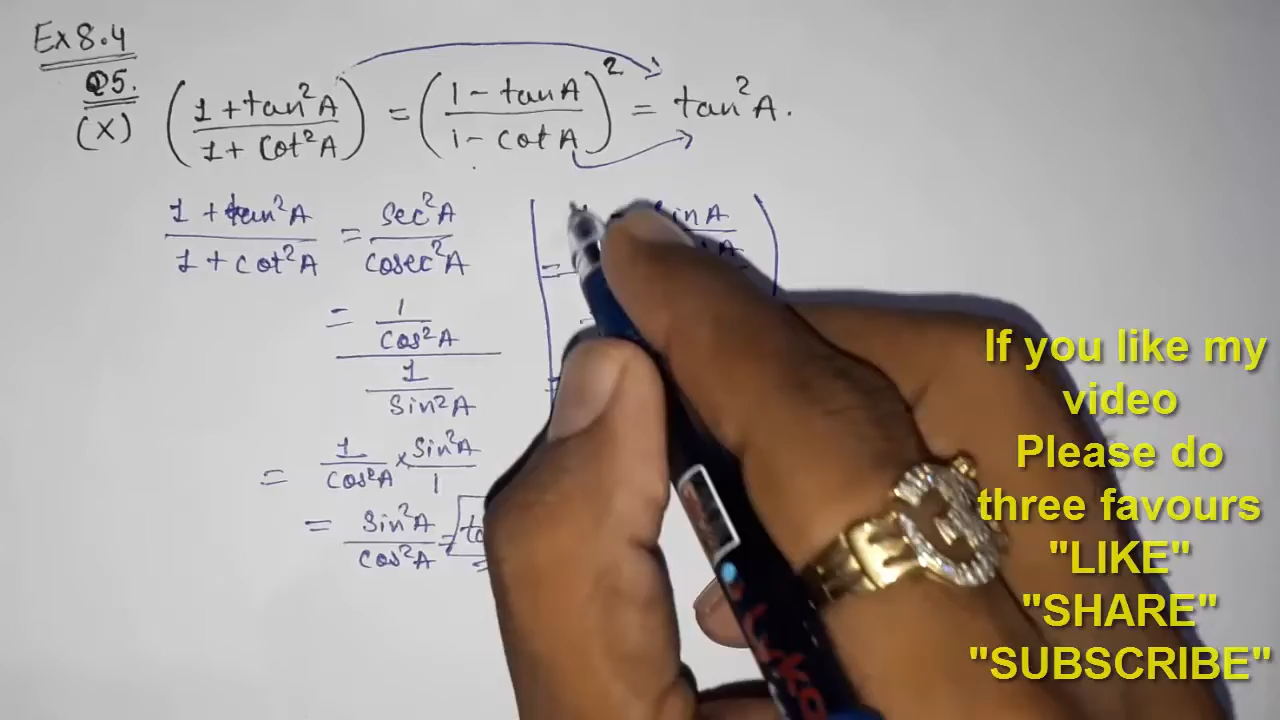 Ex 8.4
Q5.
(x) (1 + tan²A / 1 + cot²A) = (1 - tanA / 1 - cotA)² = tan²A.
1 + tan²A / 1 + cot²A = sec²A / cosec²A
= 1/cos²A / 1/sin²A
= 1/cos²A × sin²A/1
= sin²A / cos²A =
sinA
=
If you like my
video
Please do
three favours
"LIKE"
"SHARE"
"SUBSCRIBE"